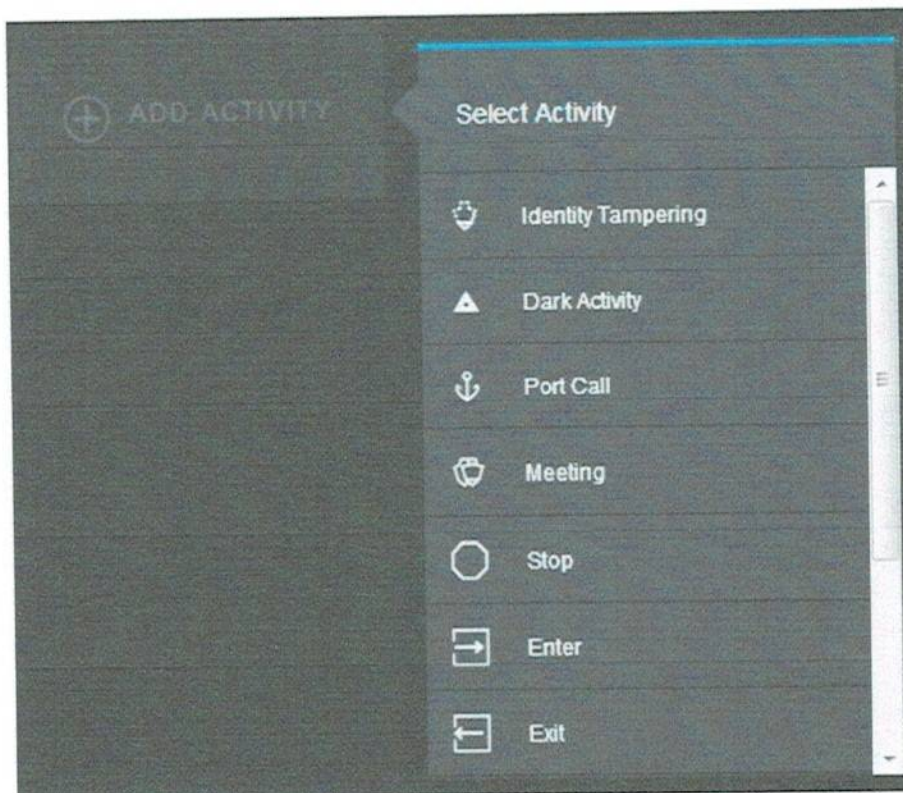 ADD ACTIVITY
Select Activity
Identity Tampering
Dark Activity
Port Call
Meeting
Stop
Enter
Exit